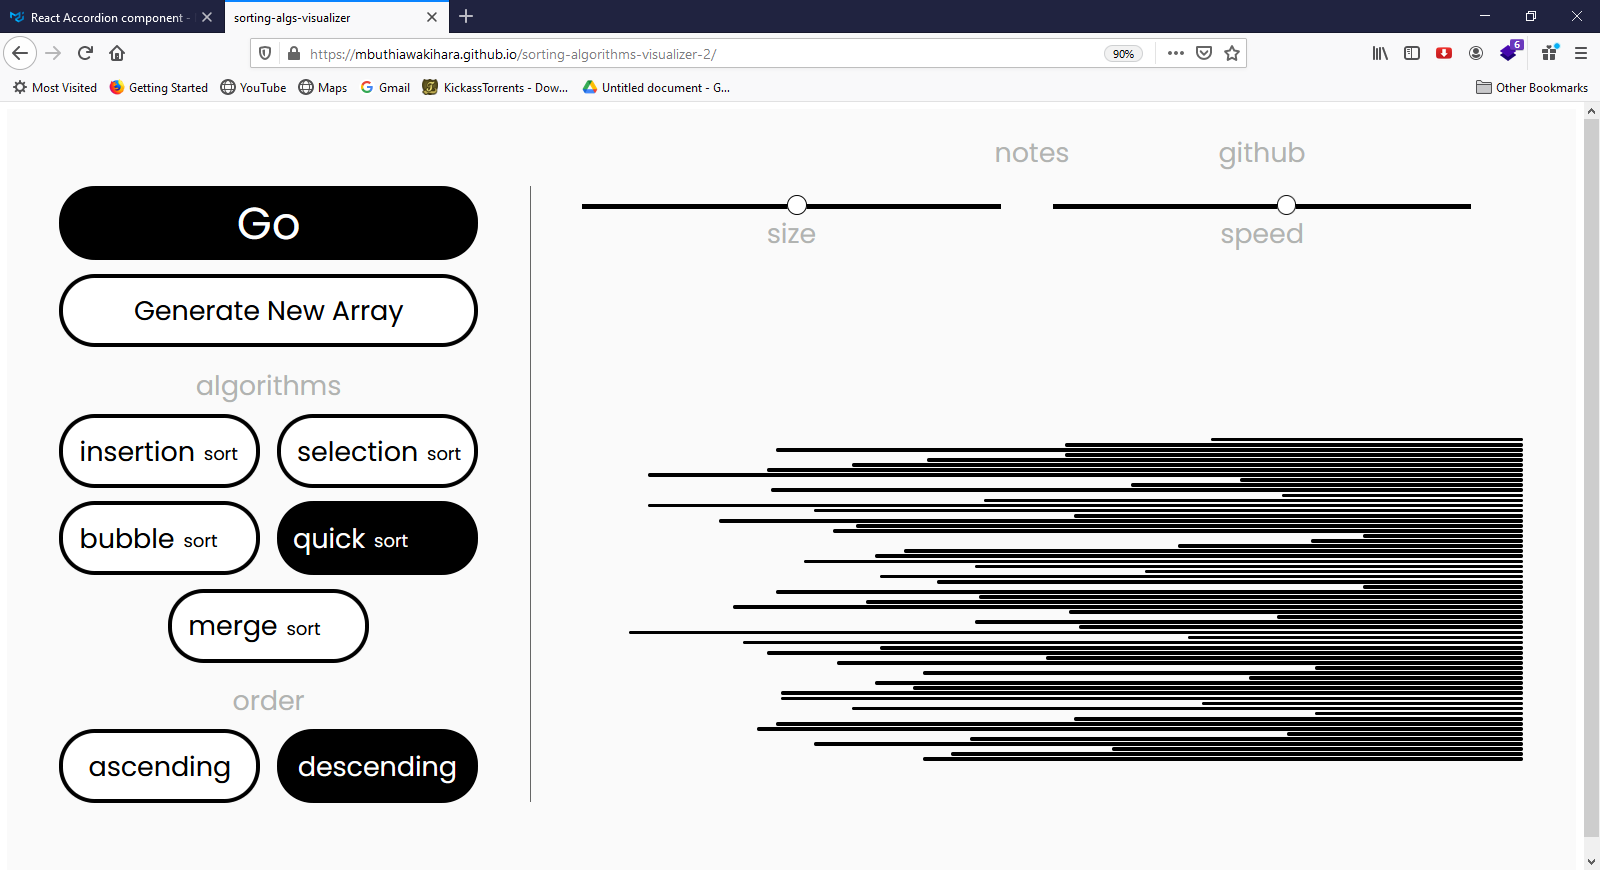 React Accordion component -
sorting-algs-visualizer
https://mbuthiawakihara.github.io/sorting-algorithms-visualizer-2/
90%
6
Most Visited
Getting Started
YouTube
Maps
Gmail
KickassTorrents - Dow...
Untitled document - G...
Other Bookmarks
notes
github
Go
size
speed
Generate New Array
algorithms
insertion sort
selection sort
bubble sort
quick sort
merge sort
order
ascending
descending